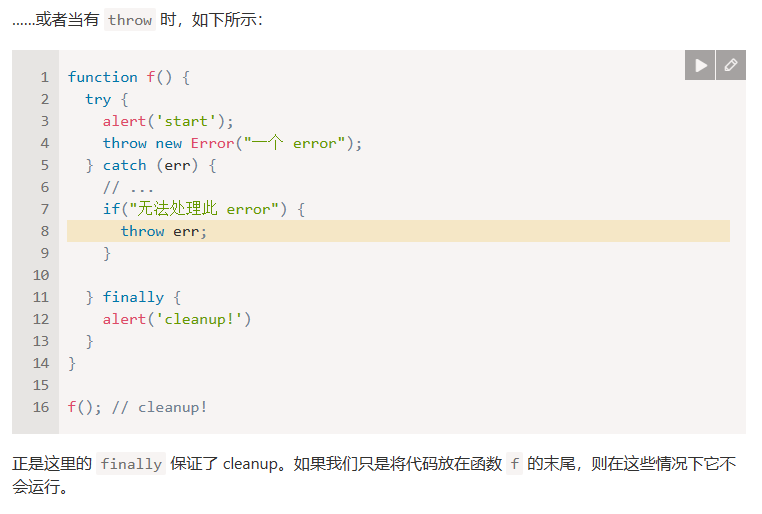 ……或者当有 throw 时，如下所示：
1 function f() {
2 try {
3 alert('start');
4 throw new Error("一个 error");
5 } catch (err) {
6 // ...
7 if("无法处理此 error") {
8 throw err;
9 }
10
11 } finally {
12 alert('cleanup!')
13 }
14 }
15
16 f(); // cleanup!
正是这里的 finally 保证了 cleanup。如果我们只是将代码放在函数 f 的末尾，则在这些情况下它不
会运行。